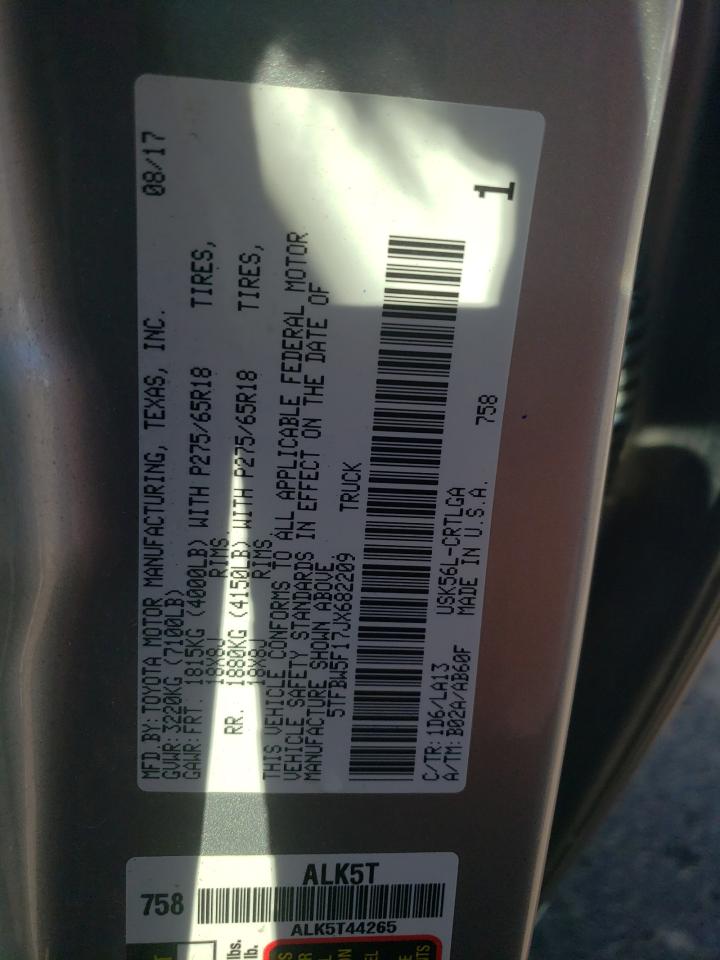 MFD.BY:TOYOTA MOTOR MANUFACTURING, TEXAS, INC. 08/17
GVWR:3220KG (7100LB)
GAWR:FRT. 1815KG (4000LB) WITH P275/65R18 TIRES,
18X8J RIMS,
RR. 1880KG (4150LB) WITH P275/65R18 TIRES,
18X8J RIMS,
THIS VEHICLE CONFORMS TO ALL APPLICABLE FEDERAL MOTOR
VEHICLE SAFETY STANDARDS IN EFFECT ON THE DATE OF
MANUFACTURE SHOWN ABOVE
5TFBW5F17JX682209 TRUCK
C/TR:1D6/LA13 USK56L-CRTLGA
A/TM:B02A/AB60F MADE IN U.S.A. 758
1
ALK5T
758
ALK5T44265
lbs.
lb.